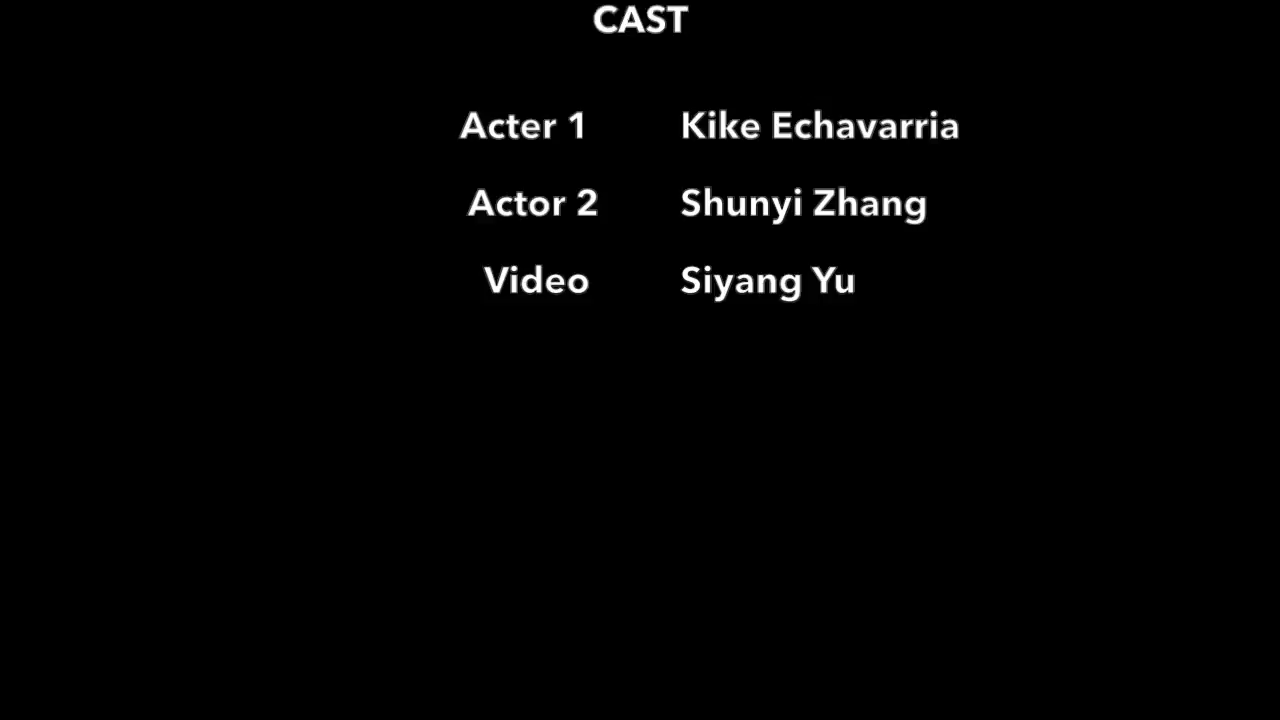 CAST
Acter 1 Kike Echavarria
Actor 2 Shunyi Zhang
Video Siyang Yu